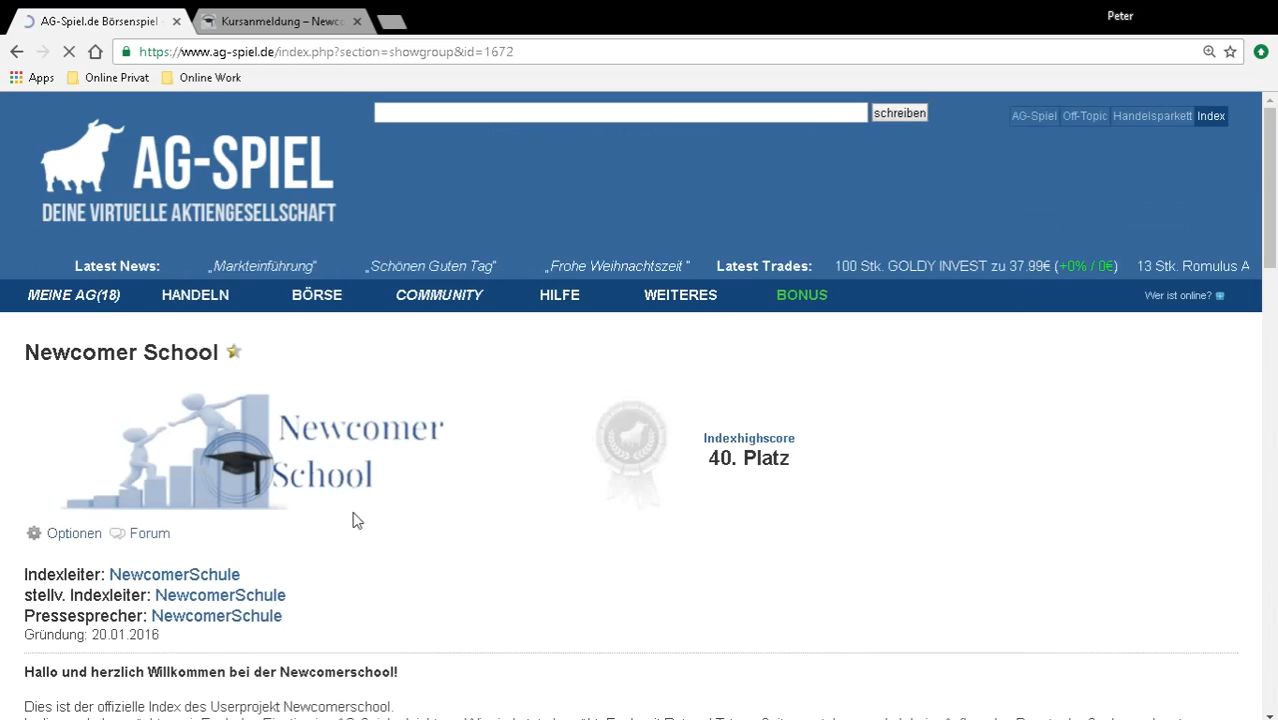 AG-Spiel.de Börsenspiel -
Kursanmeldung – Newco
Peter
https://www.ag-spiel.de/index.php?section=showgroup&id=1672
Apps Online Privat Online Work
schreiben
AG-Spiel Off-Topic Handelsparkett Index
AG-SPIEL
DEINE VIRTUELLE AKTIENGESELLSCHAFT
Latest News: „Markteinführung" „Schönen Guten Tag" „Frohe Weihnachtszeit " Latest Trades: 100 Stk. GOLDY INVEST zu 37.99€ (+0% / 0€) 13 Stk. Romulus A
MEINE AG(18) HANDELN BÖRSE COMMUNITY HILFE WEITERES BONUS Wer ist online?
Newcomer School
Newcomer
School
Indexhighscore
40. Platz
Optionen Forum
Indexleiter: NewcomerSchule
stellv. Indexleiter: NewcomerSchule
Pressesprecher: NewcomerSchule
Gründung: 20.01.2016
Hallo und herzlich Willkommen bei der Newcomerschool!
Dies ist der offizielle Index des Userprojekt Newcomerschool.